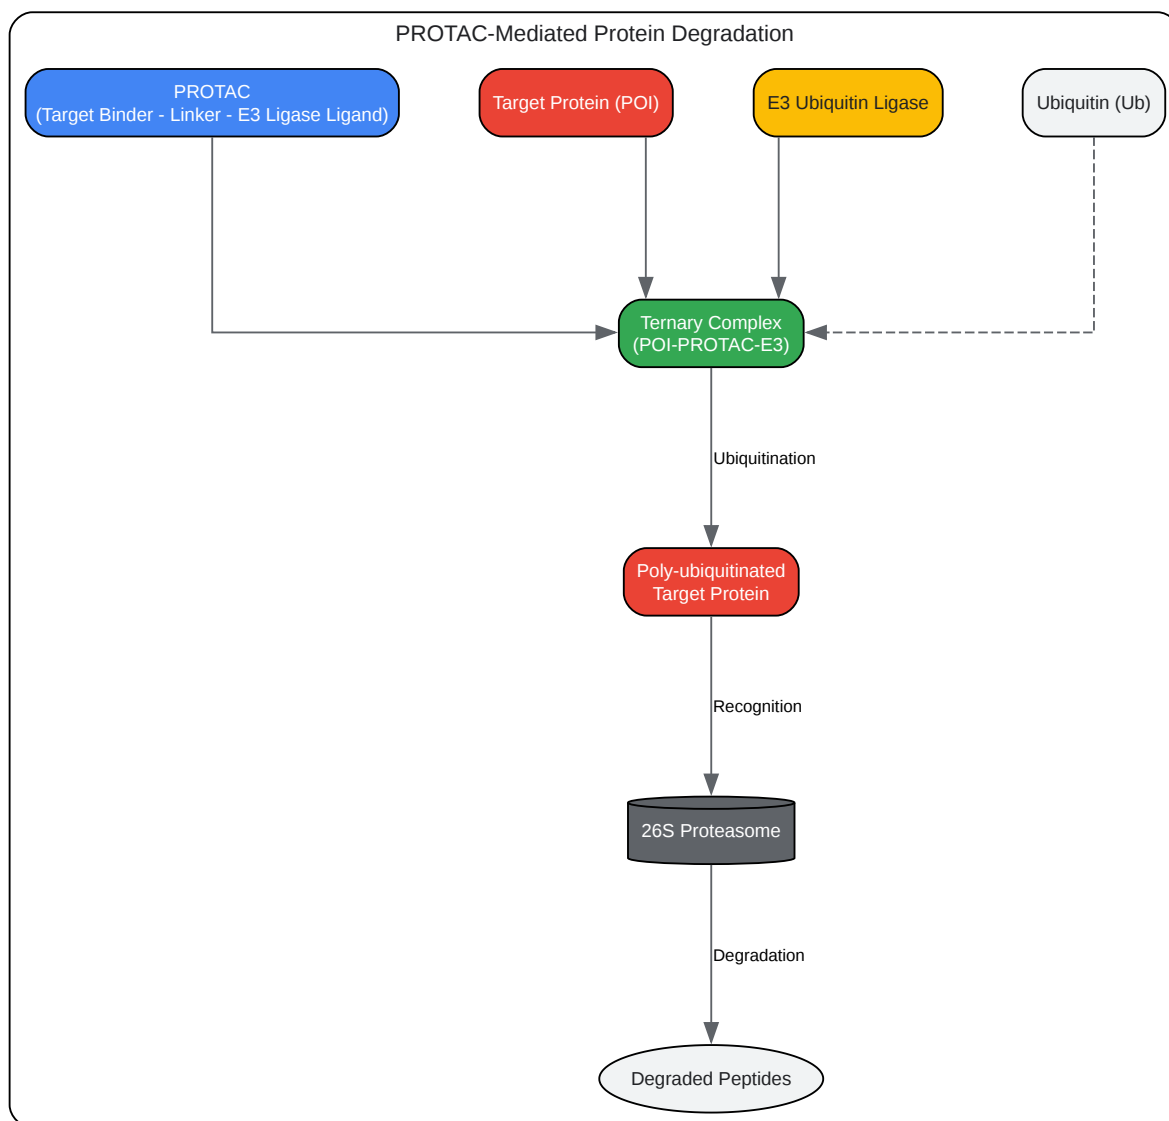 PROTAC-Mediated Protein Degradation
PROTAC
(Target Binder - Linker - E3 Ligase Ligand)
Target Protein (POI)
E3 Ubiquitin Ligase
Ubiquitin (Ub)
Ternary Complex
(POI-PROTAC-E3)
Ubiquitination
Poly-ubiquitinated
Target Protein
Recognition
26S Proteasome
Degradation
Degraded Peptides